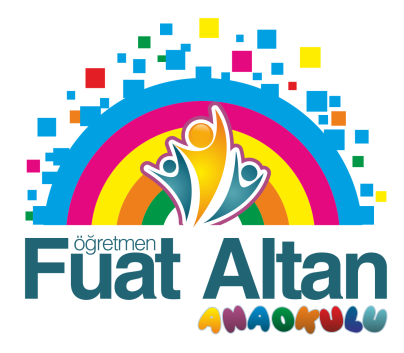 öğretmen
Fuat Altan
ANAOKULU